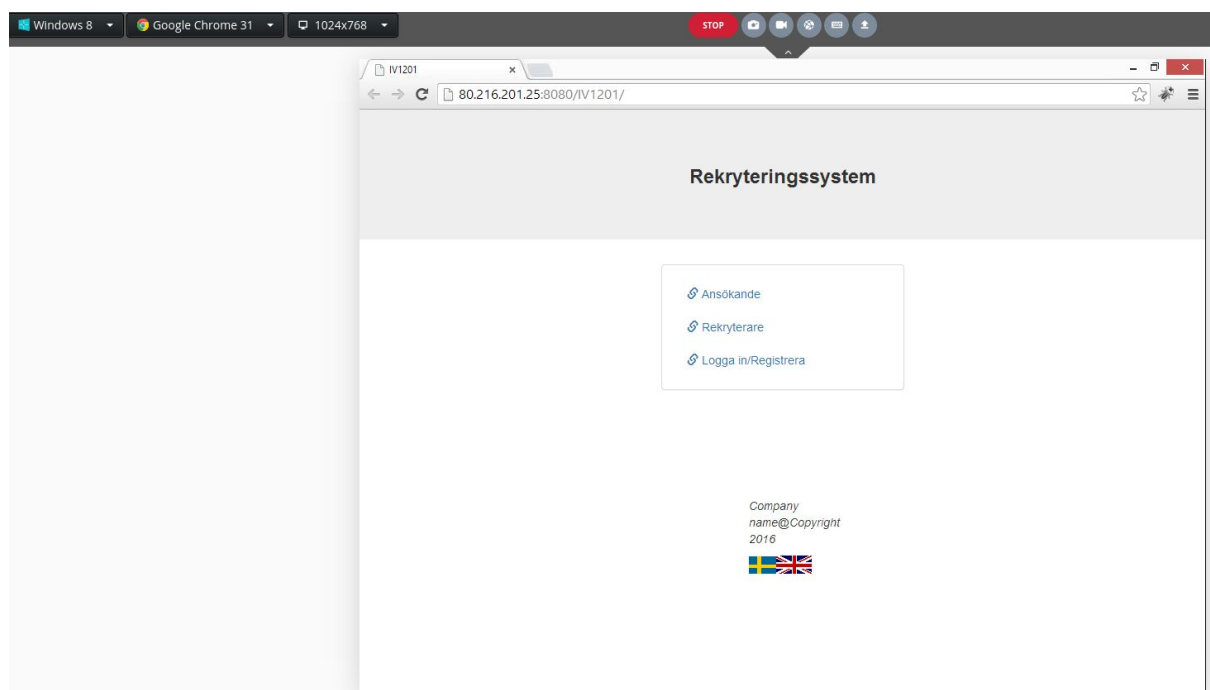 Windows 8 Google Chrome 31 1024x768 STOP
IV1201
80.216.201.25:8080/IV1201/
Rekryteringssystem
Ansökande
Rekryterare
Logga in/Registrera
Company
name@Copyright
2016